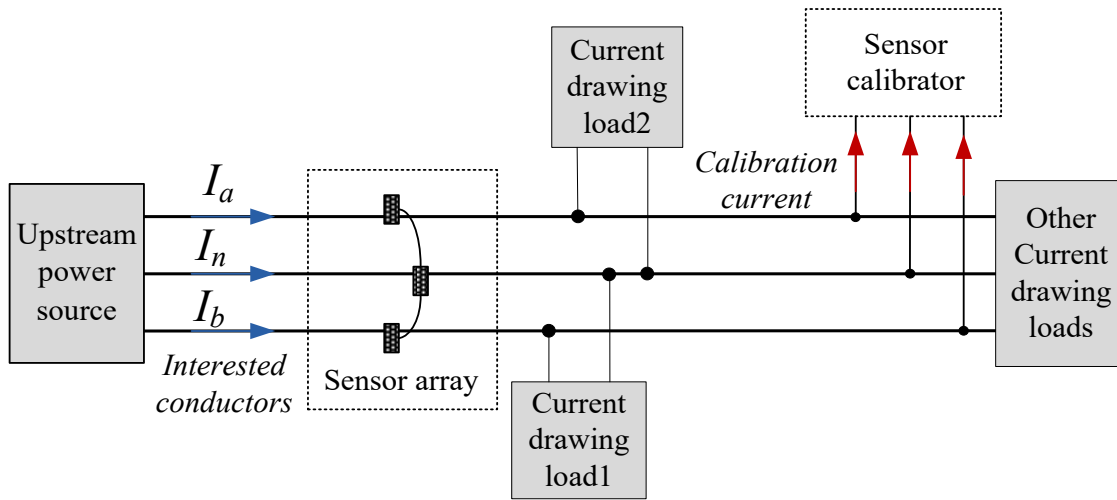 Upstream
power
source
I_a
I_n
I_b
Interested
conductors
Sensor array
Current
drawing
load2
Current
drawing
load1
Calibration
current
Sensor
calibrator
Other
Current
drawing
loads